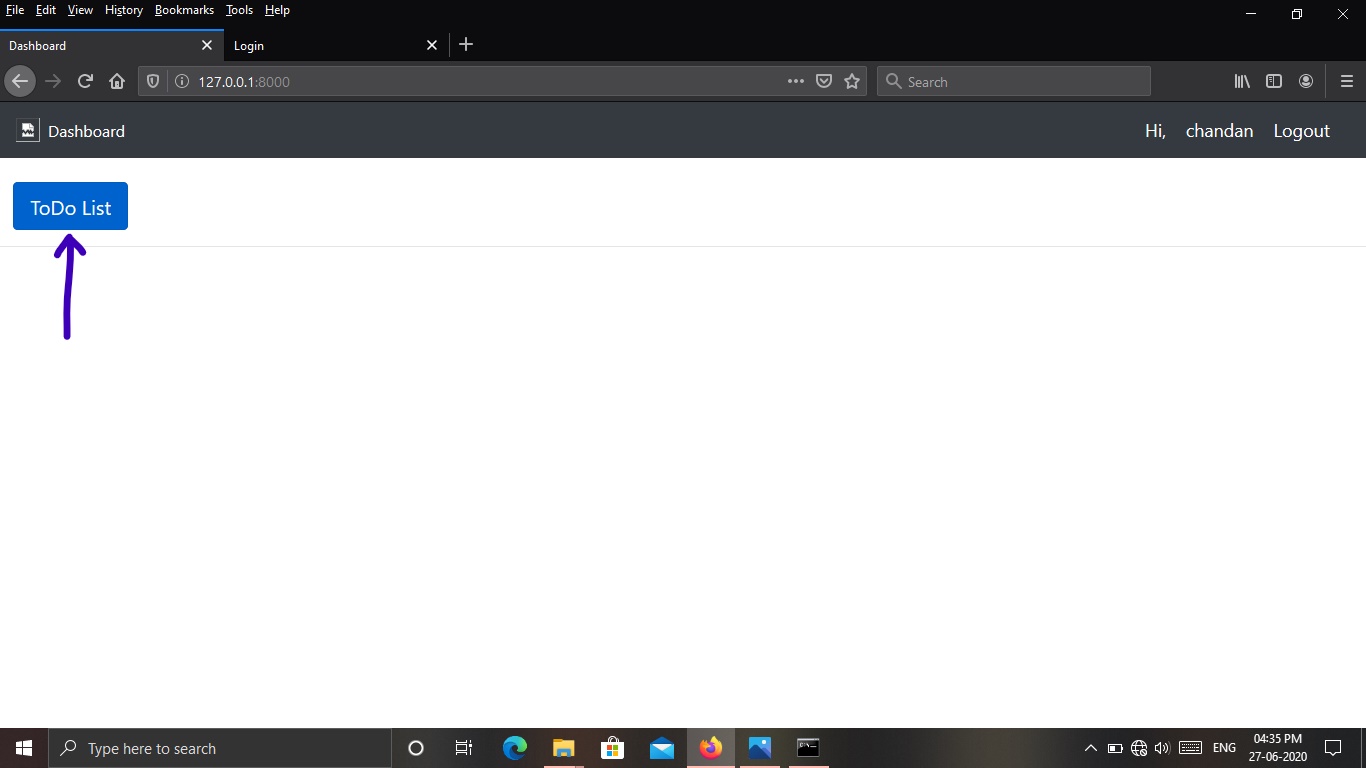 File Edit View History Bookmarks Tools Help
Dashboard Login
127.0.0.1:8000 Search
Dashboard Hi, chandan Logout
ToDo List
Type here to search ENG 04:35 PM
27-06-2020